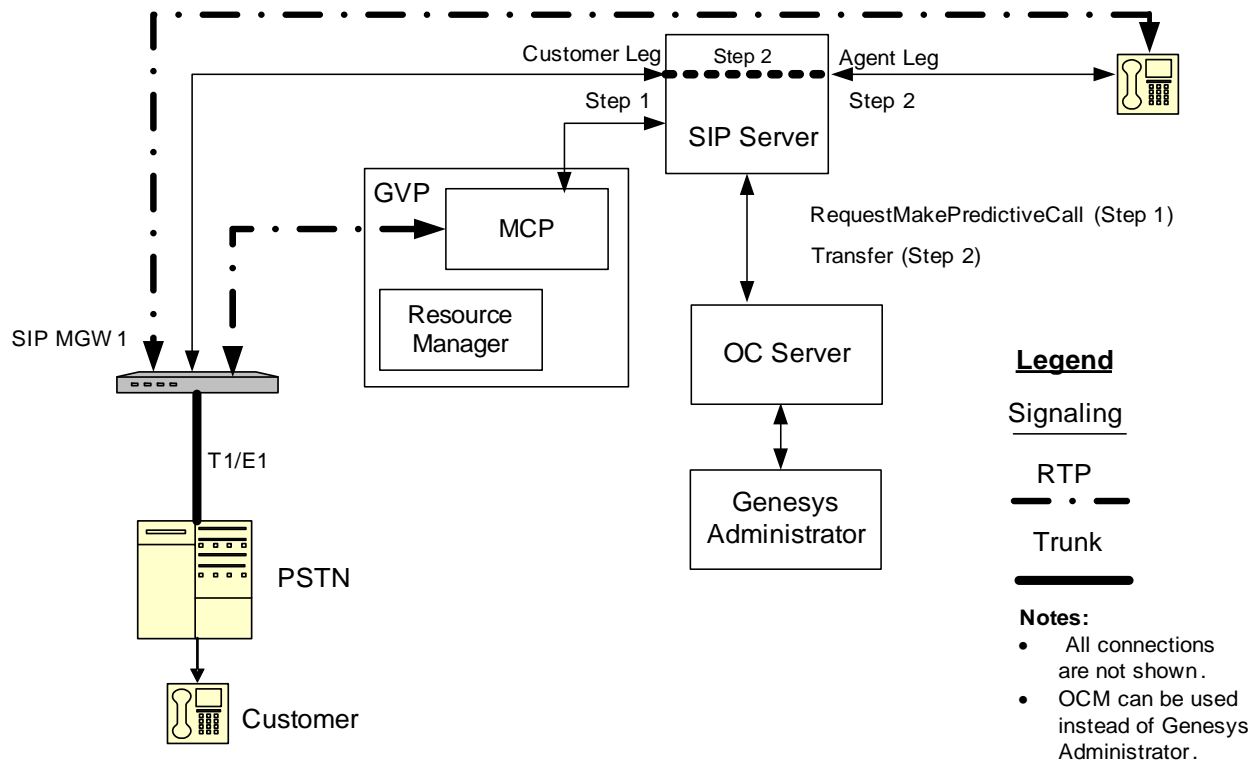 Customer Leg
Step 2
Agent Leg
Step 1
Step 2
SIP Server
GVP
MCP
RequestMakePredictiveCall (Step 1)
Transfer (Step 2)
Resource
Manager
SIP MGW 1
OC Server
Legend
Signaling
T1/E1
RTP
Genesys
Administrator
Trunk
PSTN
Notes:
• All connections
are not shown.
• OCM can be used
instead of Genesys
Administrator.
Customer